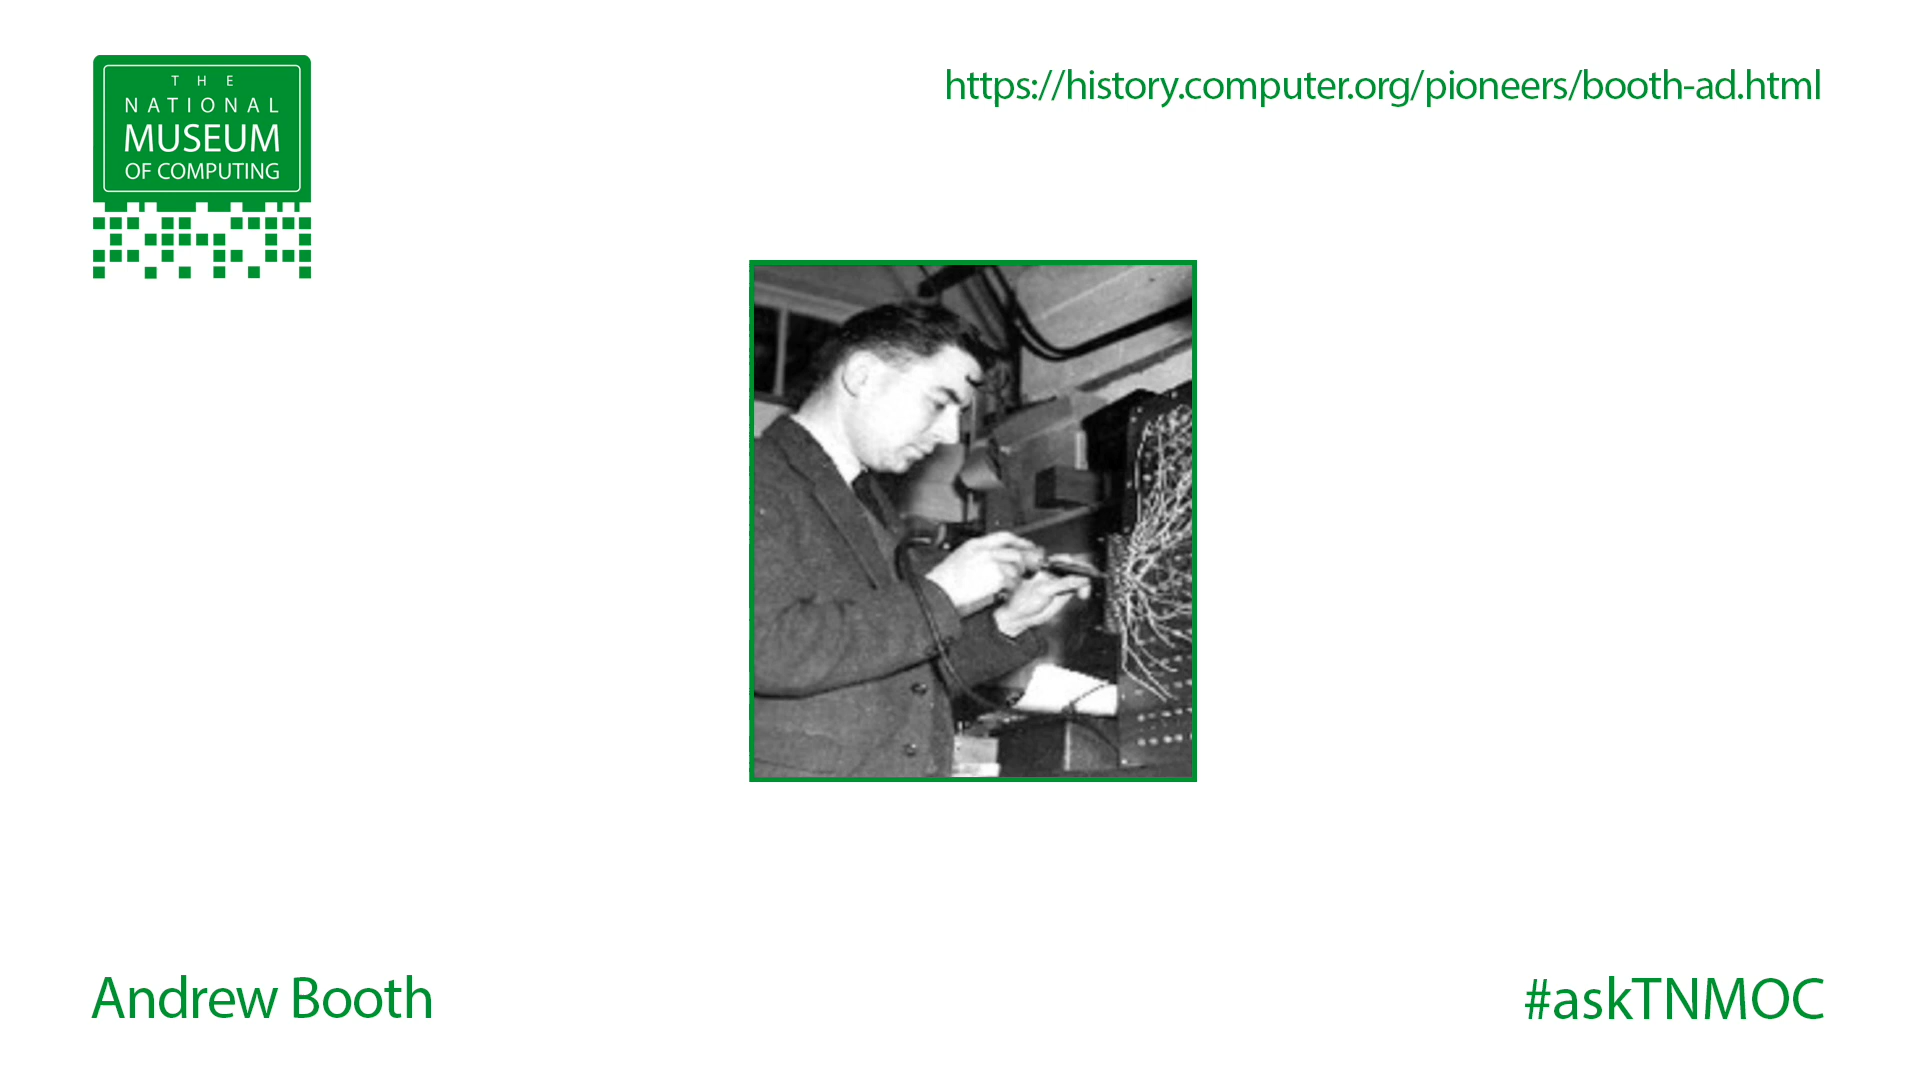 THE
NATIONAL
MUSEUM
OF COMPUTING
https://history.computer.org/pioneers/booth-ad.html
Andrew Booth
#askTNMOC